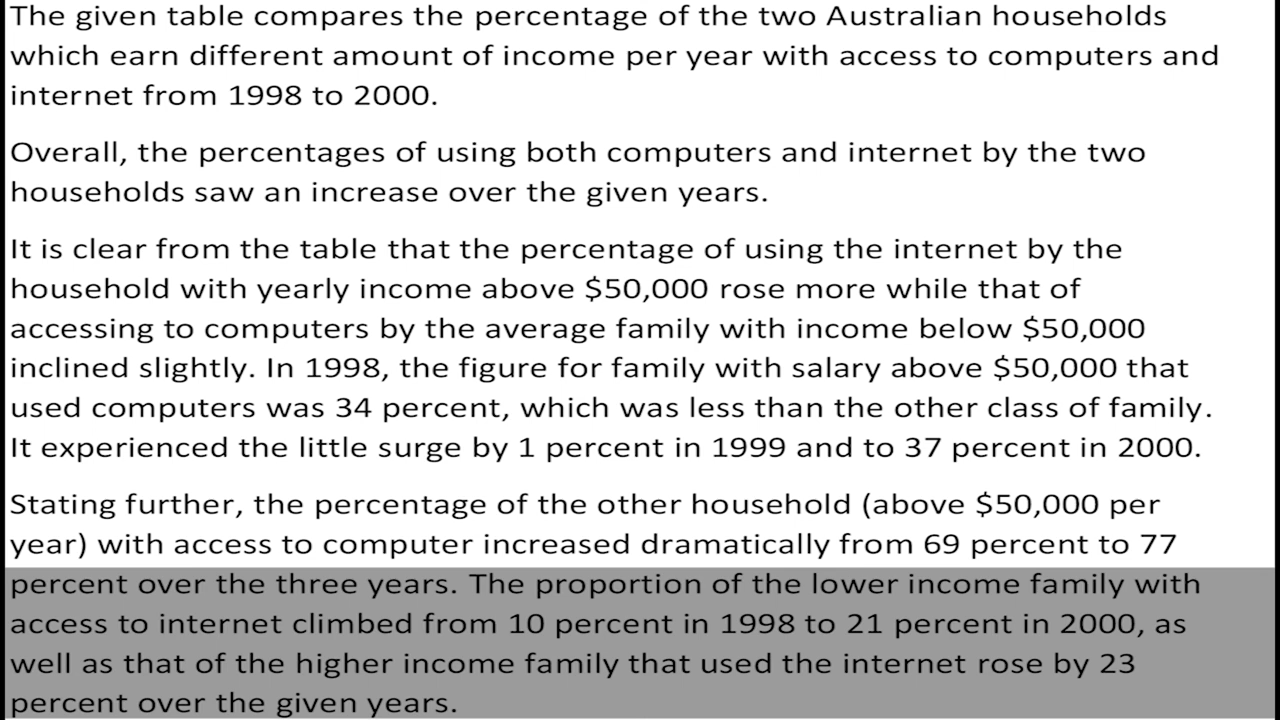 The given table compares the percentage of the two Australian households
which earn different amount of income per year with access to computers and
internet from 1998 to 2000.
Overall, the percentages of using both computers and internet by the two
households saw an increase over the given years.
It is clear from the table that the percentage of using the internet by the
household with yearly income above $50,000 rose more while that of
accessing to computers by the average family with income below $50,000
inclined slightly. In 1998, the figure for family with salary above $50,000 that
used computers was 34 percent, which was less than the other class of family.
It experienced the little surge by 1 percent in 1999 and to 37 percent in 2000.
Stating further, the percentage of the other household (above $50,000 per
year) with access to computer increased dramatically from 69 percent to 77
percent over the three years. The proportion of the lower income family with
access to internet climbed from 10 percent in 1998 to 21 percent in 2000, as
well as that of the higher income family that used the internet rose by 23
percent over the given years.